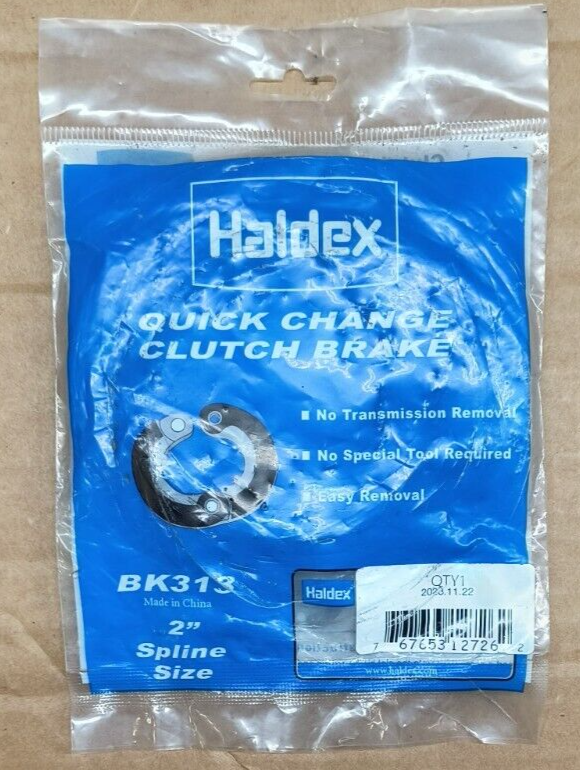 Haldex
QUICK CHANGE
CLUTCH BRAKE
No Transmission Removal
No Special Tool Required
Easy Removal
BK313
Made in China
2”
Spline
Size
Haldex
QTY1
2023.11.22
7 67653 12726 2
www.haldex.com